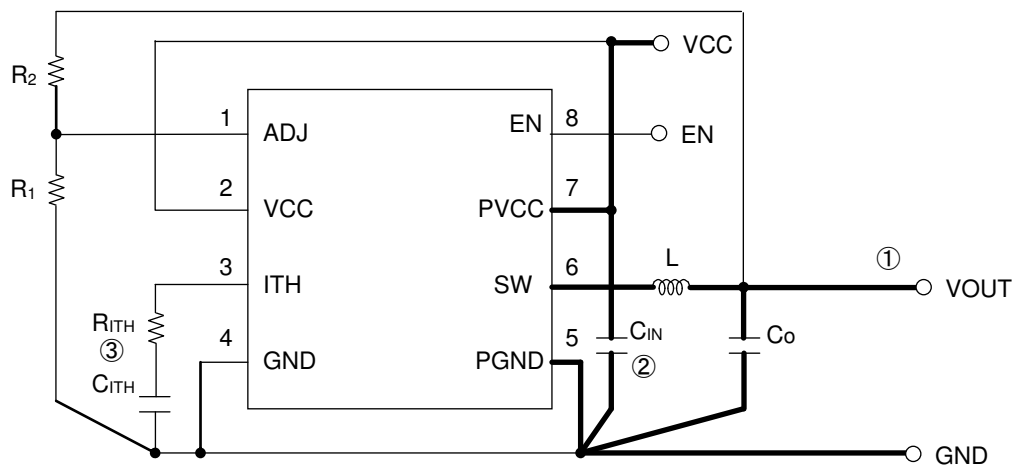 VCC
R2
1
ADJ
EN
8
EN
R1
2
VCC
PVCC
7
3
ITH
SW
6
L
①
VOUT
RITH
③
CITH
4
GND
PGND
5
CIN
②
Co
GND